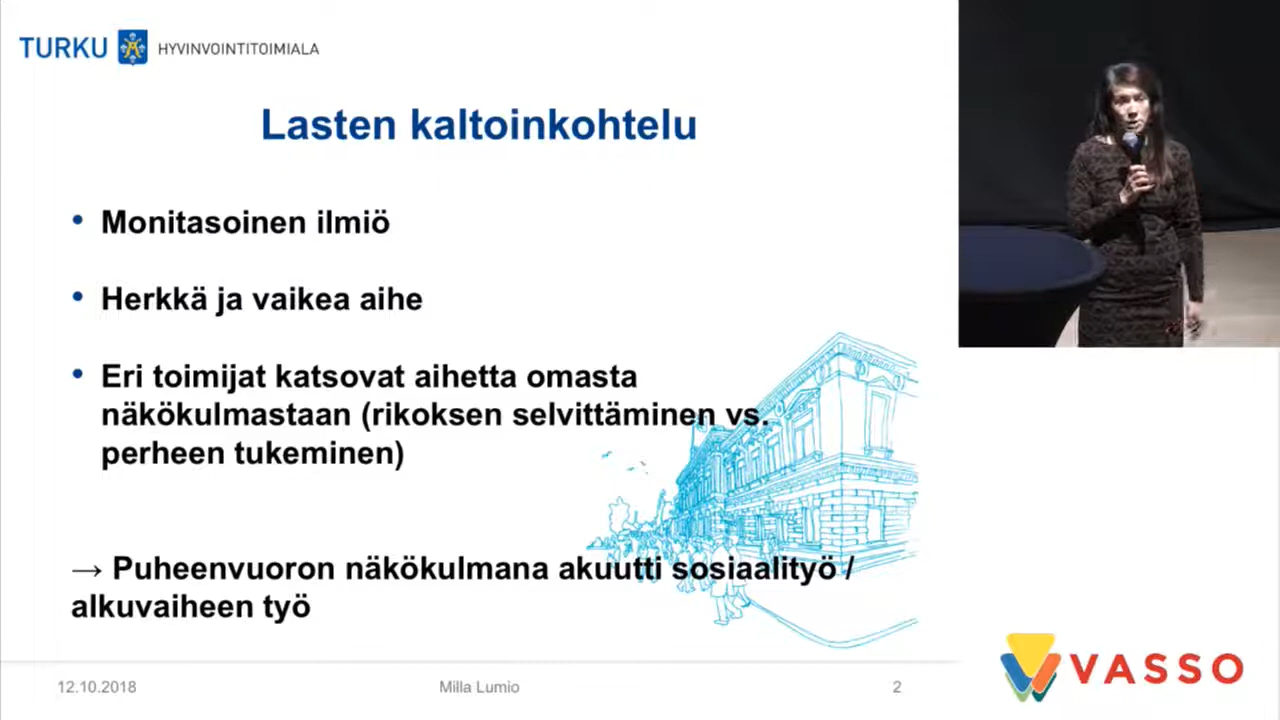 TURKU HYVINVOINTITOIMIALA
Lasten kaltoinkohtelu
• Monitasoinen ilmiö
• Herkkä ja vaikea aihe
• Eri toimijat katsovat aihetta omasta
näkökulmastaan (rikoksen selvittäminen vs.
perheen tukeminen)
→ Puheenvuoron näkökulmana akuutti sosiaalityö /
alkuvaiheen työ
12.10.2018 Milla Lumio 2
VASSO